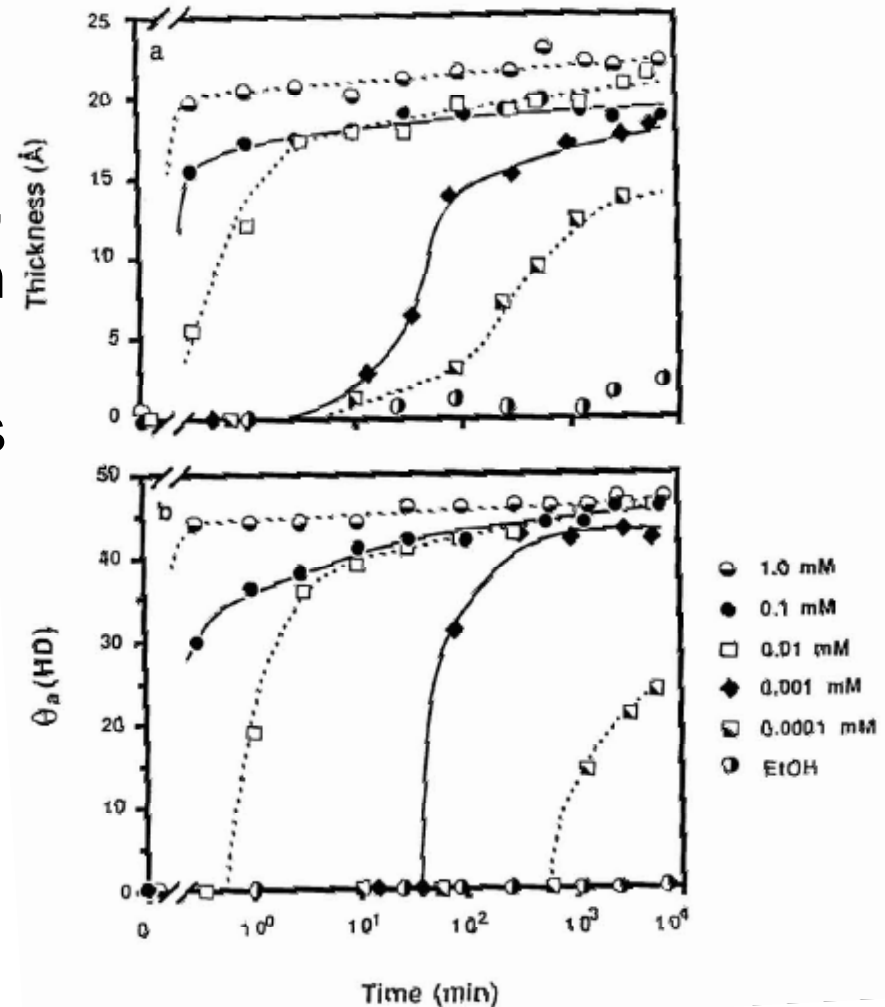 25
a
20
15
10
5
0
Thickness (Å)
50
b
40
30
20
10
0
θa (HD)
0 10⁰ 10¹ 10² 10³ 10⁴
Time (min)
1.0 mM
0.1 mM
0.01 mM
0.001 mM
0.0001 mM
EtOH